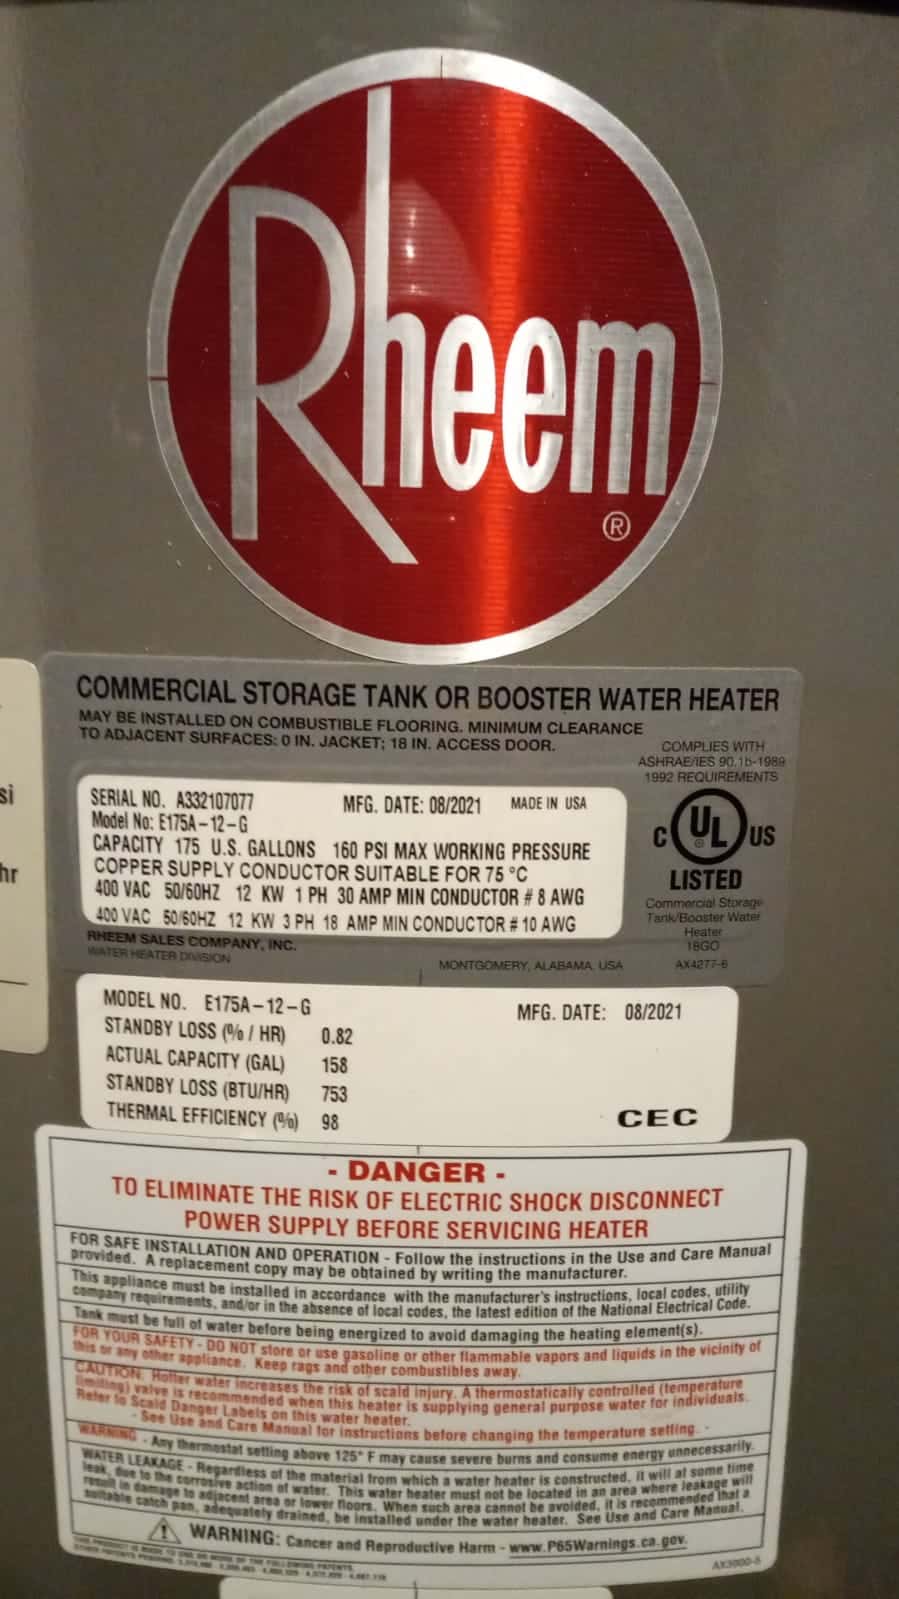 Rheem
®
COMMERCIAL STORAGE TANK OR BOOSTER WATER HEATER
MAY BE INSTALLED ON COMBUSTIBLE FLOORING. MINIMUM CLEARANCE
TO ADJACENT SURFACES: 0 IN. JACKET; 18 IN. ACCESS DOOR.
COMPLIES WITH
ASHRAE/IES 90.1b-1989
1992 REQUIREMENTS
si
hr
SERIAL NO. A332107077 MFG. DATE: 08/2021 MADE IN USA
Model No: E175A-12-G
CAPACITY 175 U.S. GALLONS 160 PSI MAX WORKING PRESSURE
COPPER SUPPLY CONDUCTOR SUITABLE FOR 75 °C
400 VAC 50/60HZ 12 KW 1 PH 30 AMP MIN CONDUCTOR # 8 AWG
400 VAC 50/60HZ 12 KW 3 PH 18 AMP MIN CONDUCTOR # 10 AWG
C UL US
®
LISTED
Commercial Storage
Tank/Booster Water
Heater
18GO
AX4277-6
RHEEM SALES COMPANY, INC.
WATER HEATER DIVISION
MONTGOMERY, ALABAMA, USA
MODEL NO. E175A-12-G MFG. DATE: 08/2021
STANDBY LOSS (% / HR) 0.82
ACTUAL CAPACITY (GAL) 158
STANDBY LOSS (BTU/HR) 753
THERMAL EFFICIENCY (%) 98
CEC
- DANGER -
TO ELIMINATE THE RISK OF ELECTRIC SHOCK DISCONNECT
POWER SUPPLY BEFORE SERVICING HEATER
FOR SAFE INSTALLATION AND OPERATION - Follow the instructions in the Use and Care Manual
provided. A replacement copy may be obtained by writing the manufacturer.
This appliance must be installed in accordance with the manufacturer's instructions, local codes, utility
company requirements, and/or in the absence of local codes, the latest edition of the National Electrical Code.
Tank must be full of water before being energized to avoid damaging the heating element(s).
FOR YOUR SAFETY - DO NOT store or use gasoline or other flammable vapors and liquids in the vicinity of
this or any other appliance. Keep rags and other combustibles away.
CAUTION: Hotter water increases the risk of scald injury. A thermostatically controlled (temperature
limiting) valve is recommended when this heater is supplying general purpose water for individuals.
Refer to Scald Danger Labels on this water heater.
- See Use and Care Manual for instructions before changing the temperature setting. -
WARNING - Any thermostat setting above 125° F may cause severe burns and consume energy unnecessarily.
WATER LEAKAGE - Regardless of the material from which a water heater is constructed, it will at some time
leak, due to the corrosive action of water. This water heater must not be located in an area where leakage will
result in damage to adjacent area or lower floors. When such area cannot be avoided, it is recommended that a
suitable catch pan, adequately drained, be installed under the water heater. See Use and Care Manual.
WARNING: Cancer and Reproductive Harm - www.P65Warnings.ca.gov.
THIS PRODUCT IS MADE TO ONE OR MORE OF THE FOLLOWING PATENTS.
AX3000-5